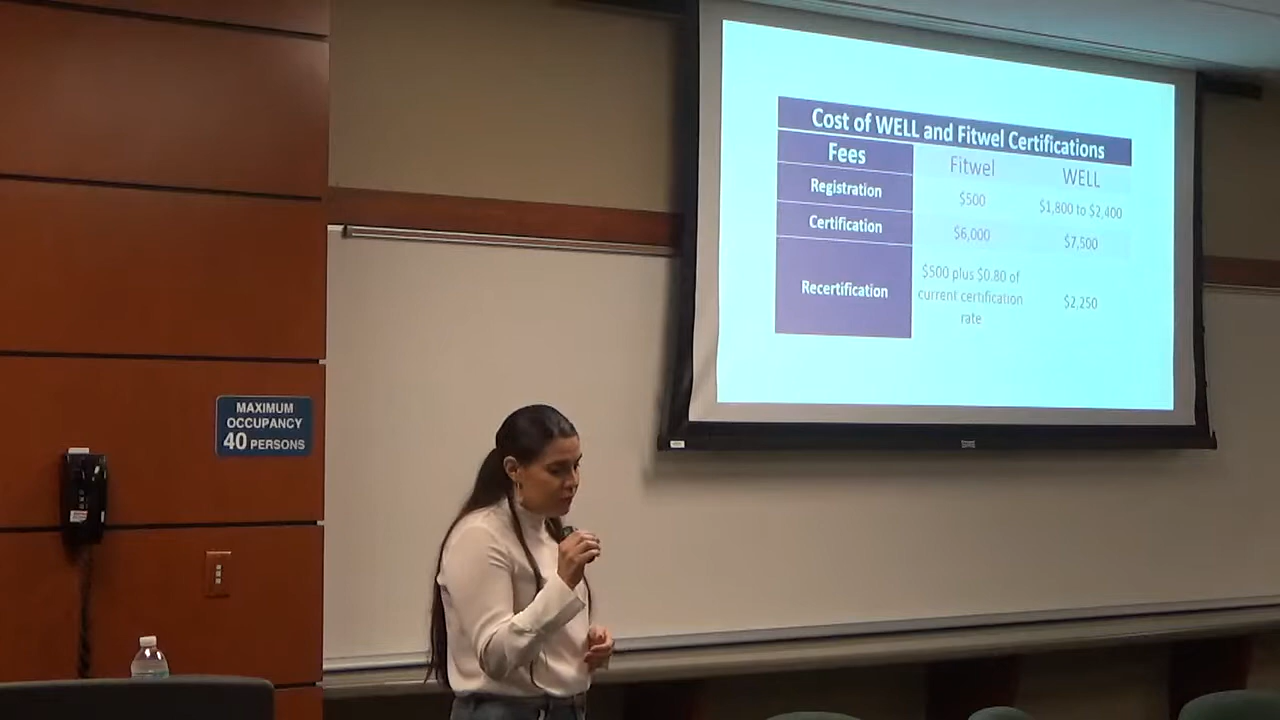 Cost of WELL and Fitwel Certifications
Fees Fitwel WELL
Registration $500 $1,800 to $2,400
Certification $6,000 $7,500
Recertification
$500 plus $0.80 of
current certification
rate
$2,250
MAXIMUM
OCCUPANCY
40 PERSONS